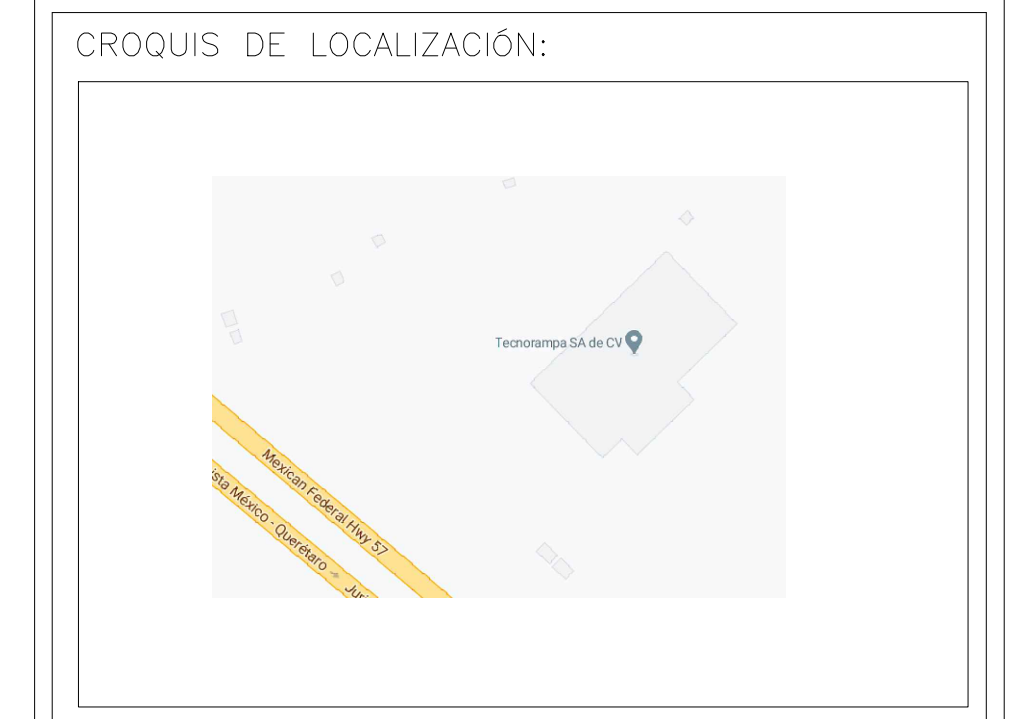 CROQUIS DE LOCALIZACIÓN:
Tecnorampa SA de CV
Mexican Federal Hwy 57
ista México - Querétaro